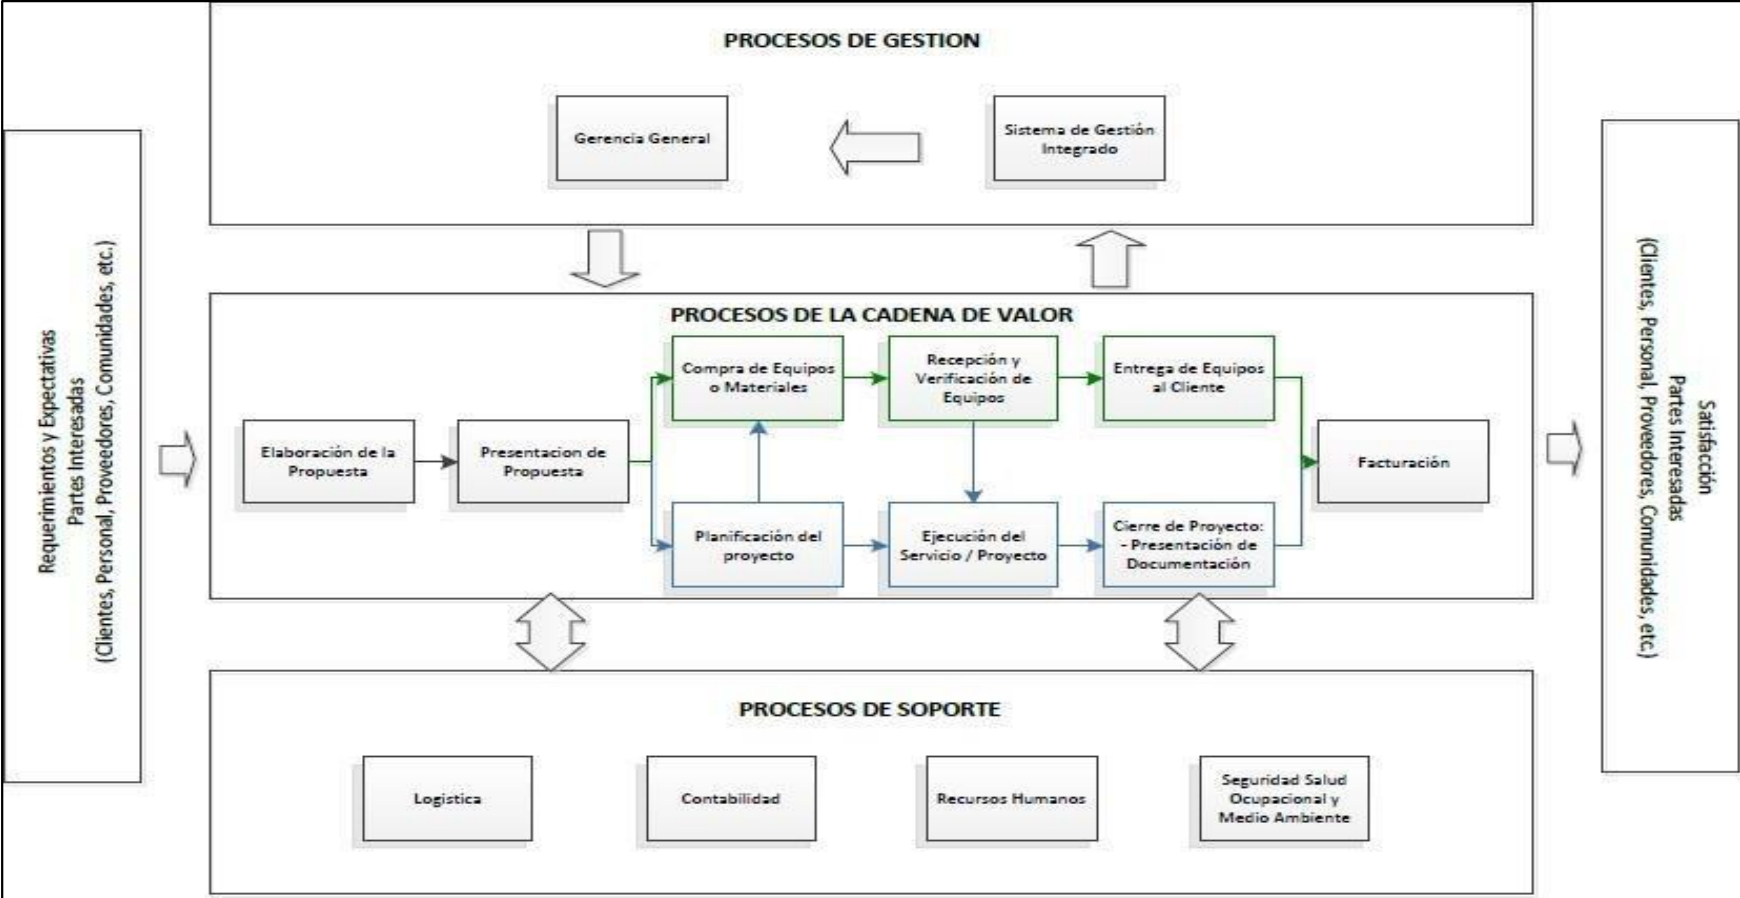 PROCESOS DE GESTION
Gerencia General
Sistema de Gestión
Integrado
Requerimientos y Expectativas
Partes Interesadas
(Clientes, Personal, Proveedores, Comunidades, etc.)
PROCESOS DE LA CADENA DE VALOR
Elaboración de la
Propuesta
Presentacion de
Propuesta
Compra de Equipos
o Materiales
Recepción y
Verificación de
Equipos
Entrega de Equipos
al Cliente
Planificación del
proyecto
Ejecución del
Servicio / Proyecto
Cierre de Proyecto:
- Presentación de
Documentación
Facturación
PROCESOS DE SOPORTE
Logistica
Contabilidad
Recursos Humanos
Seguridad Salud
Ocupacional y
Medio Ambiente
Satisfacción
Partes Interesadas
(Clientes, Personal, Proveedores, Comunidades, etc.)